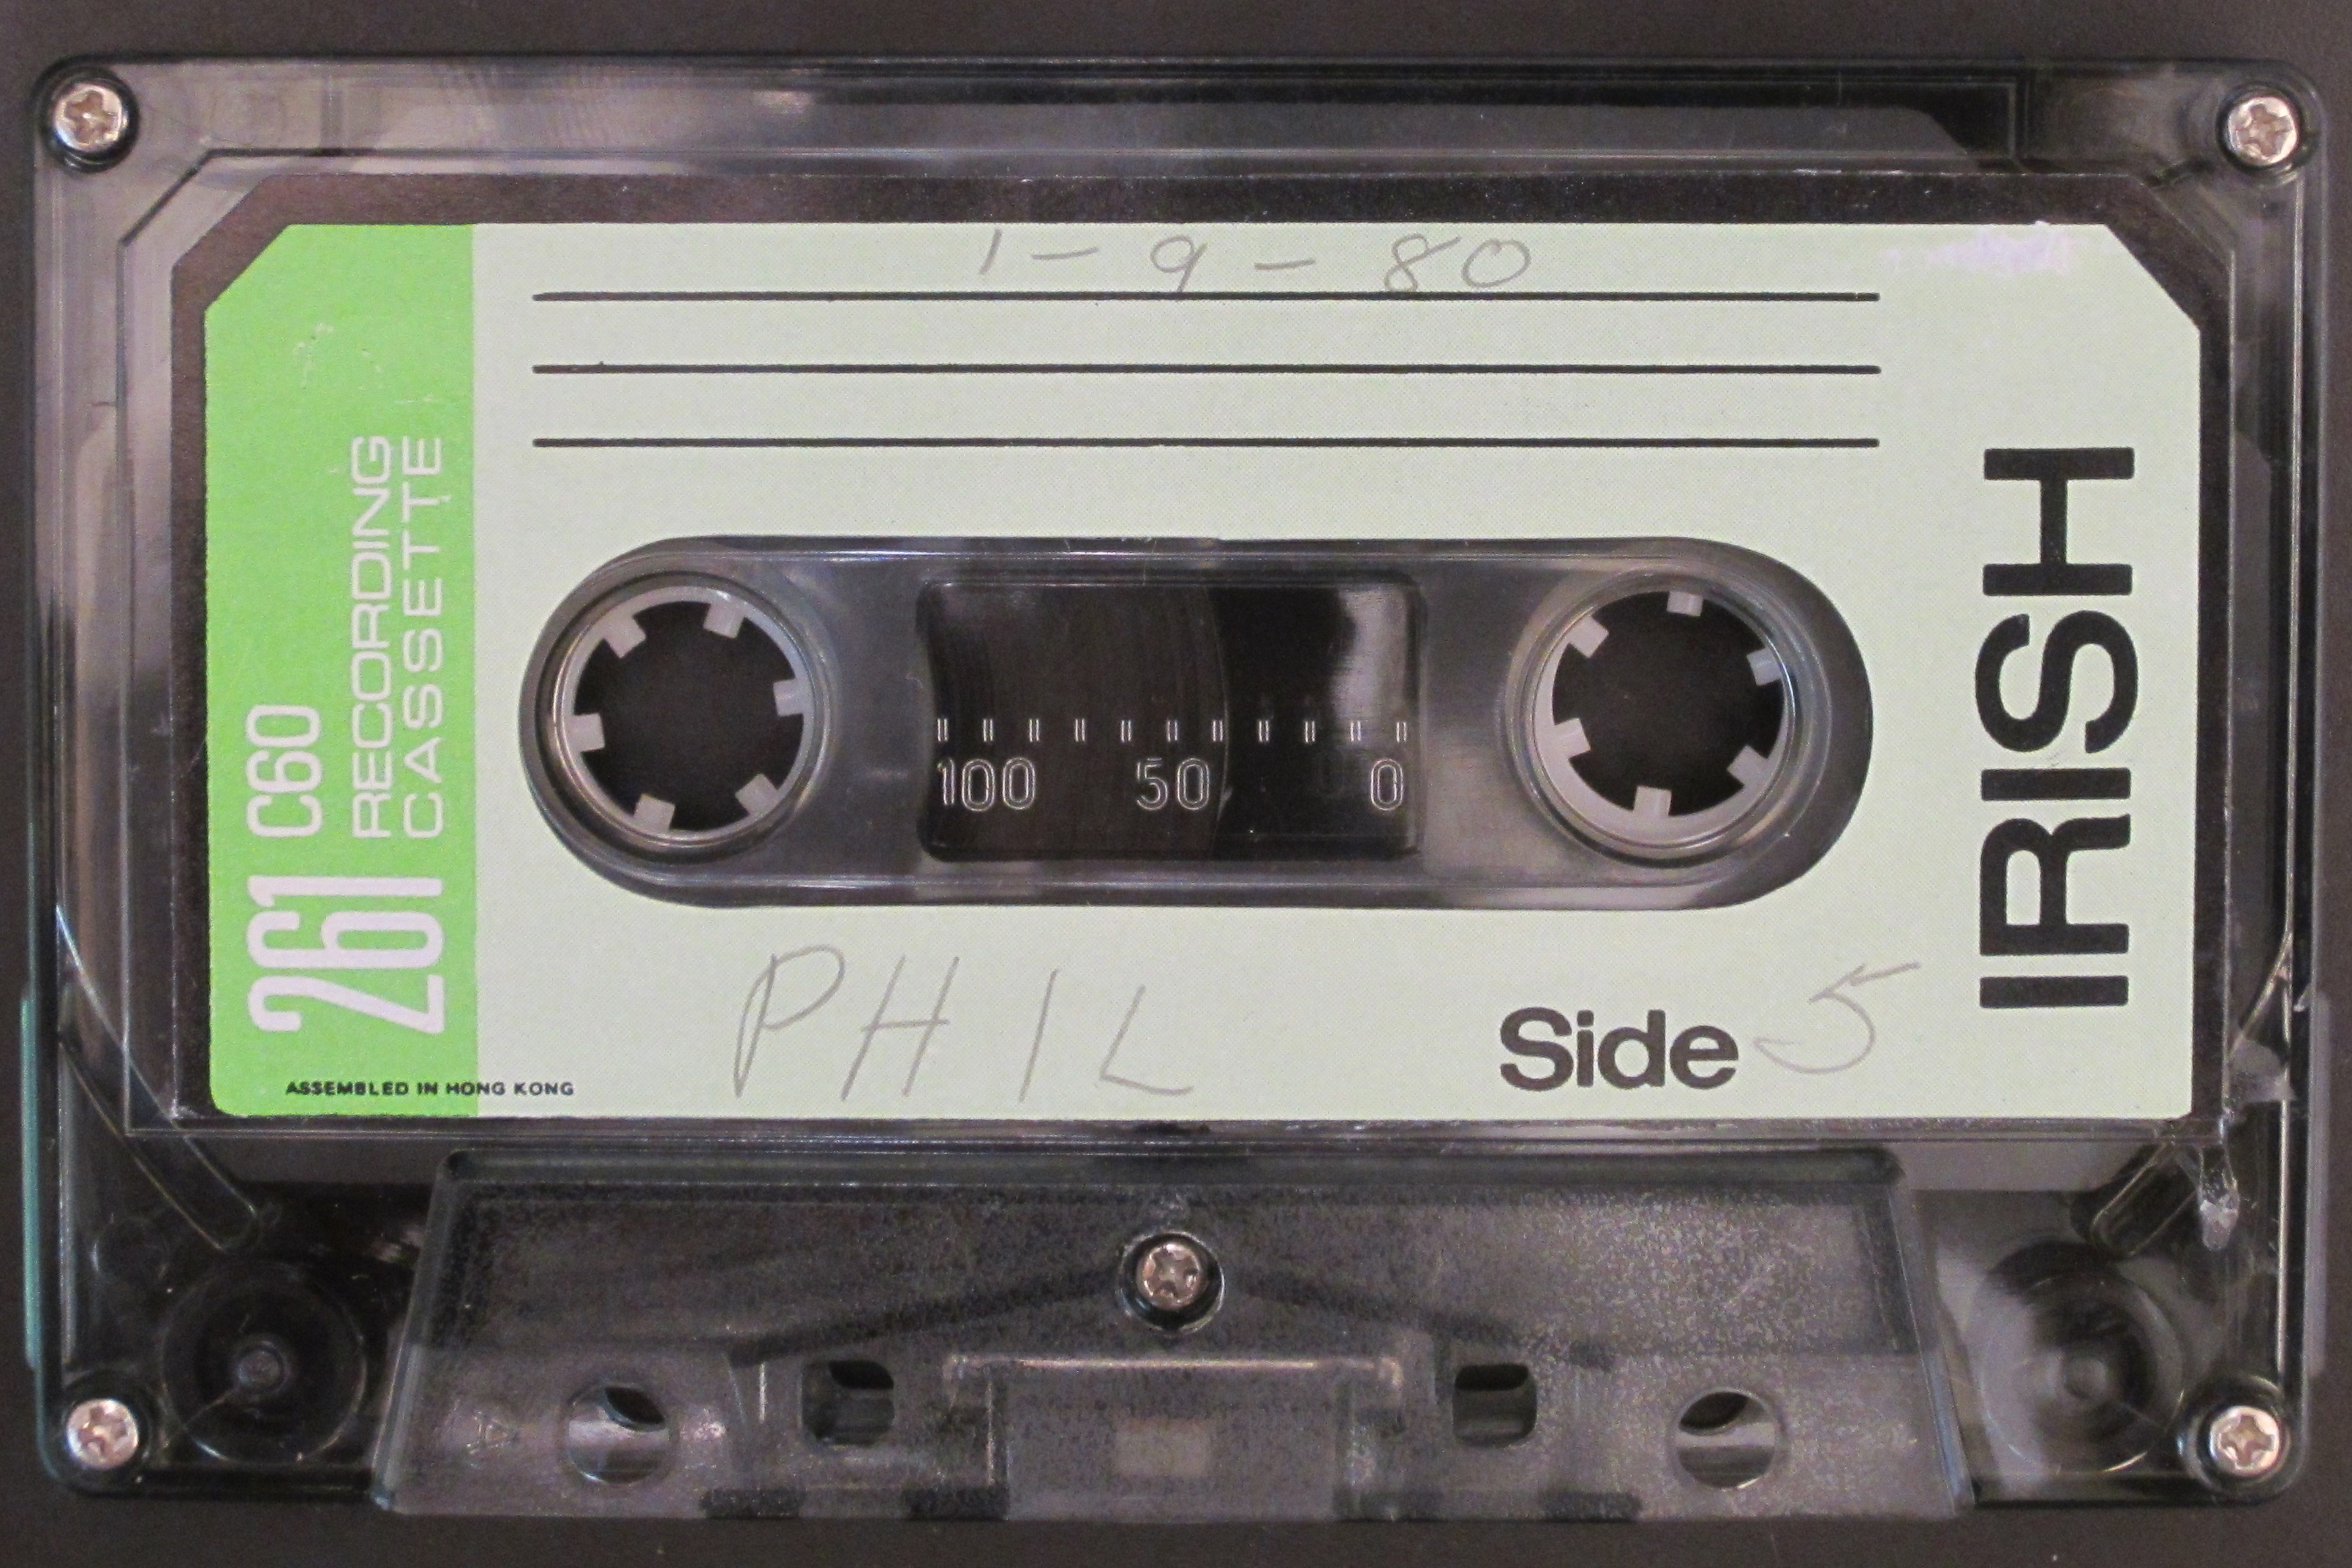 1-9-80
261 C60
RECORDING
CASSETTE
100 50 0
IRISH
PHIL
Side 5
ASSEMBLED IN HONG KONG
A